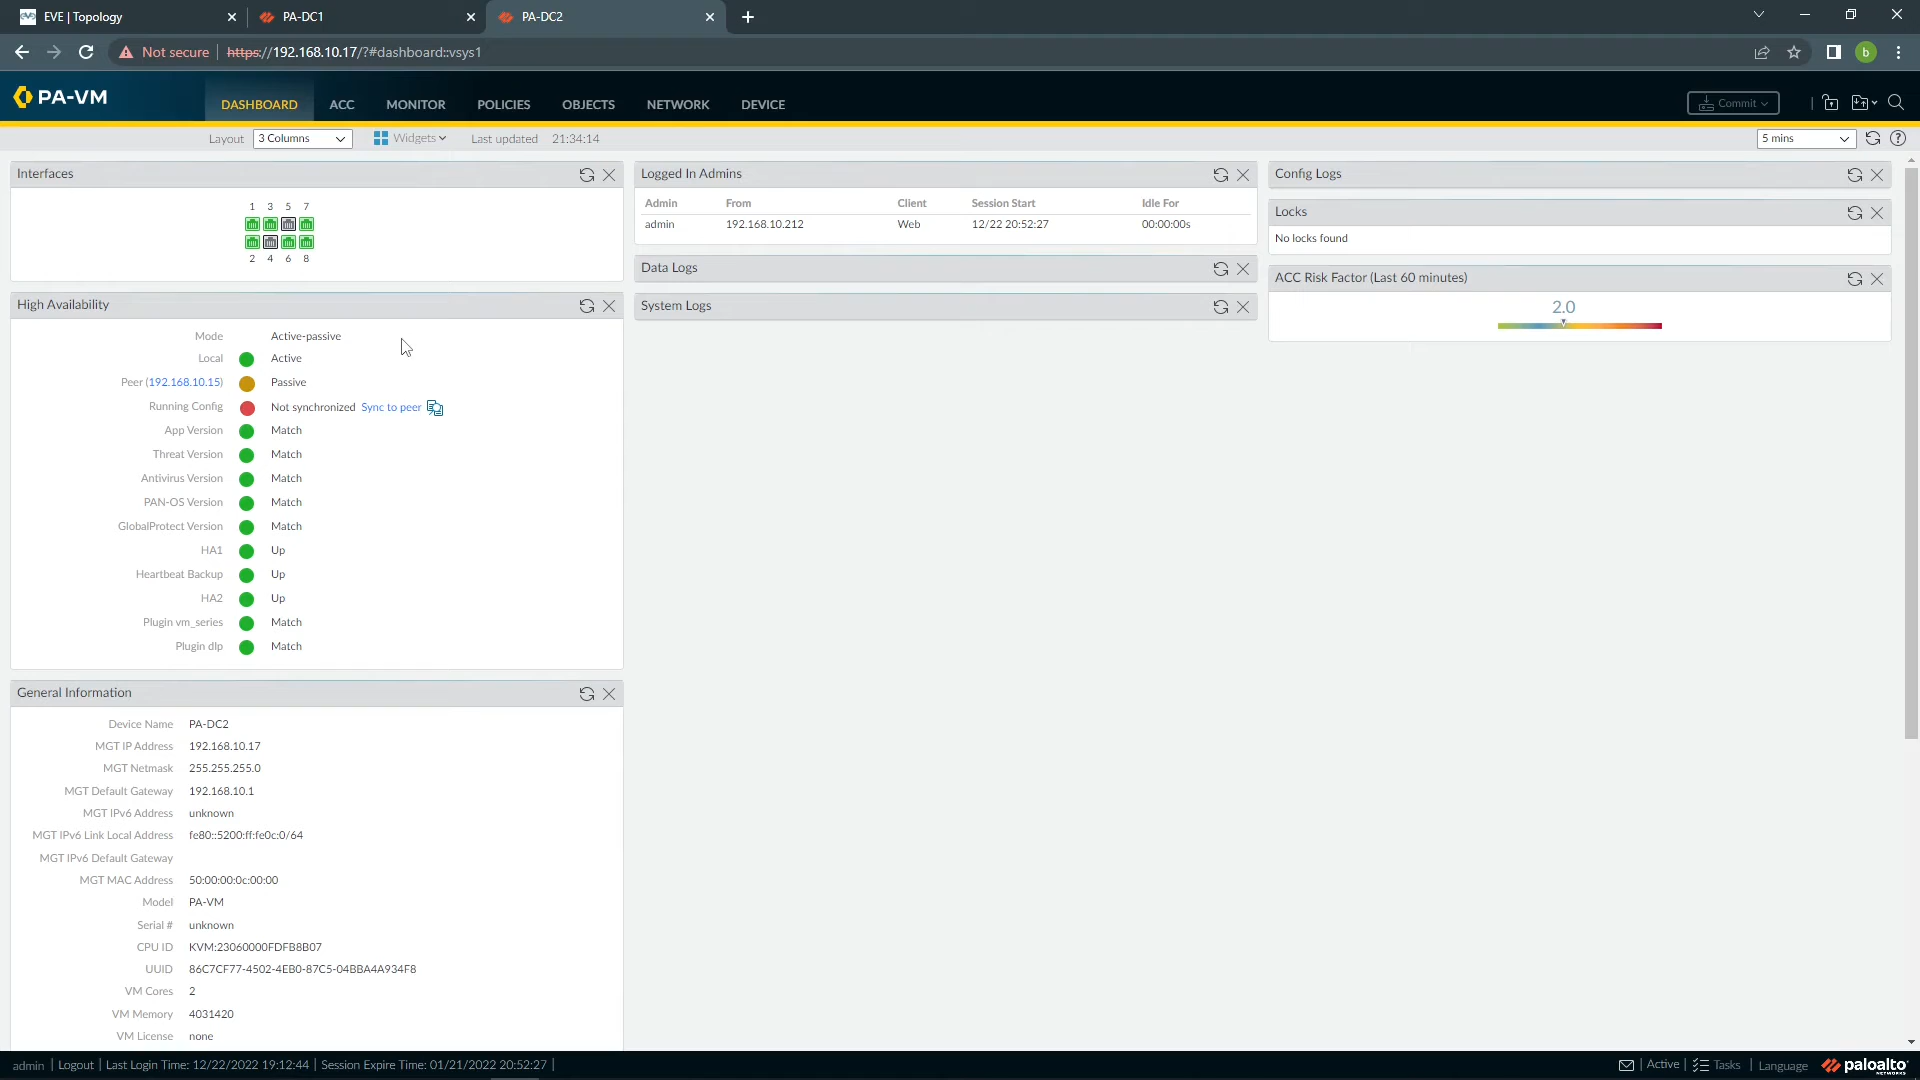 EVE | Topology
PA-DC1
PA-DC2
Not secure
https://192.168.10.17/?#dashboard::vsys1
b
PA-VM
DASHBOARD
ACC
MONITOR
POLICIES
OBJECTS
NETWORK
DEVICE
Commit
Layout
3 Columns
Widgets
Last updated 21:34:14
5 mins
Interfaces
1 3 5 7
2 4 6 8
High Availability
Mode Active-passive
Local Active
Peer (192.168.10.15) Passive
Running Config Not synchronized Sync to peer
App Version Match
Threat Version Match
Antivirus Version Match
PAN-OS Version Match
GlobalProtect Version Match
HA1 Up
Heartbeat Backup Up
HA2 Up
Plugin vm_series Match
Plugin dlp Match
General Information
Device Name PA-DC2
MGT IP Address 192.168.10.17
MGT Netmask 255.255.255.0
MGT Default Gateway 192.168.10.1
MGT IPv6 Address unknown
MGT IPv6 Link Local Address fe80::5200:ff:fe0c:0/64
MGT IPv6 Default Gateway
MGT MAC Address 50:00:00:0c:00:00
Model PA-VM
Serial # unknown
CPU ID KVM:23060000FDFB8B07
UUID 86C7CF77-4502-4EB0-87C5-04BBA4A934F8
VM Cores 2
VM Memory 4031420
VM License none
Logged In Admins
Admin From Client Session Start Idle For
admin 192.168.10.212 Web 12/22 20:52:27 00:00:00s
Data Logs
System Logs
Config Logs
Locks
No locks found
ACC Risk Factor (Last 60 minutes)
2.0
admin | Logout | Last Login Time: 12/22/2022 19:12:44 | Session Expire Time: 01/21/2022 20:52:27 |
| Active | Tasks | Language
paloalto
NETWORKS